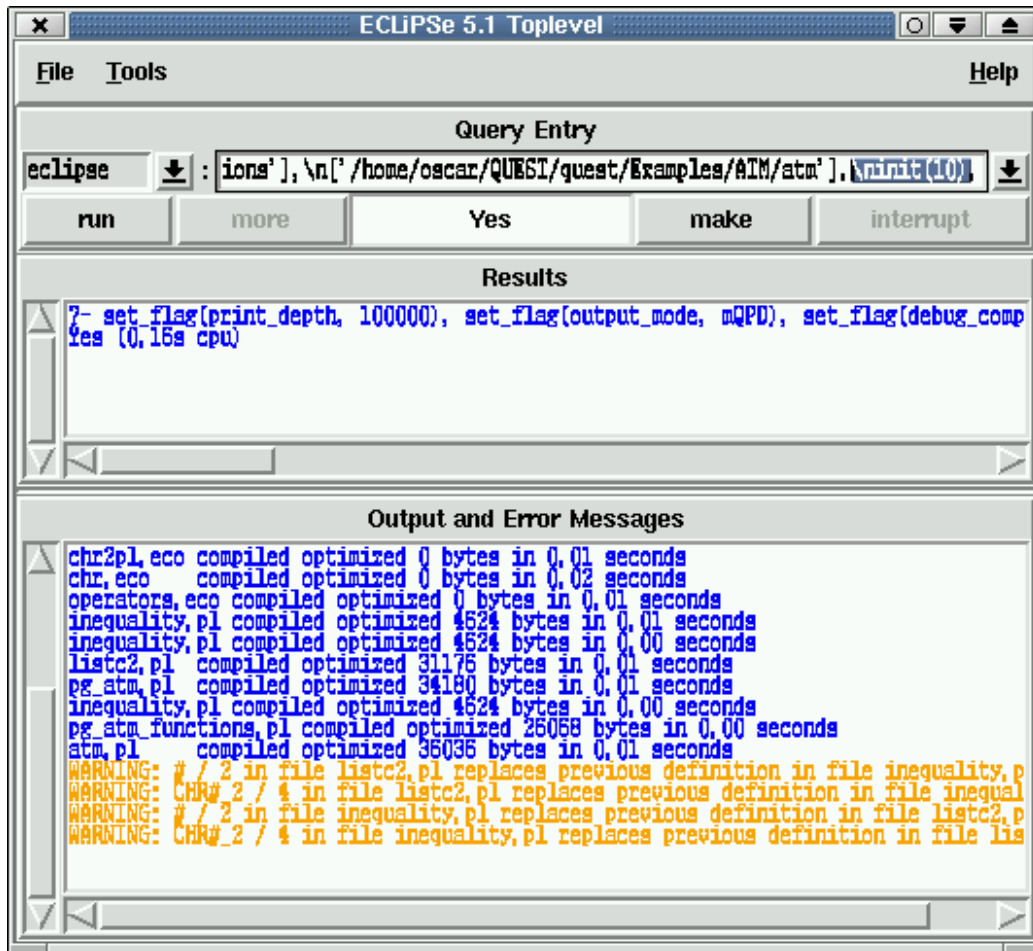 ECLiPSe 5.1 Toplevel
File Tools Help
Query Entry
eclipse : ions'],\n['/home/oscar/QUEST/quest/Examples/ATM/atm'],\ninit(10),
run more Yes make interrupt
Results
?- set_flag(print_depth, 100000), set_flag(output_mode, mQPD), set_flag(debug_comp
Yes (0.16s cpu)
Output and Error Messages
chr2pl.eco compiled optimized 0 bytes in 0.01 seconds
chr.eco compiled optimized 0 bytes in 0.02 seconds
operators.eco compiled optimized 0 bytes in 0.01 seconds
inequality.pl compiled optimized 4624 bytes in 0.01 seconds
inequality.pl compiled optimized 4624 bytes in 0.00 seconds
listc2.pl compiled optimized 31176 bytes in 0.01 seconds
pg_atm.pl compiled optimized 34180 bytes in 0.01 seconds
inequality.pl compiled optimized 4624 bytes in 0.00 seconds
pg_atm_functions.pl compiled optimized 26068 bytes in 0.00 seconds
atm.pl compiled optimized 36036 bytes in 0.01 seconds
WARNING: # / 2 in file listc2.pl replaces previous definition in file inequality.p
WARNING: CHR#_2 / 4 in file listc2.pl replaces previous definition in file inequal
WARNING: # / 2 in file inequality.pl replaces previous definition in file listc2.p
WARNING: CHR#_2 / 4 in file inequality.pl replaces previous definition in file lis